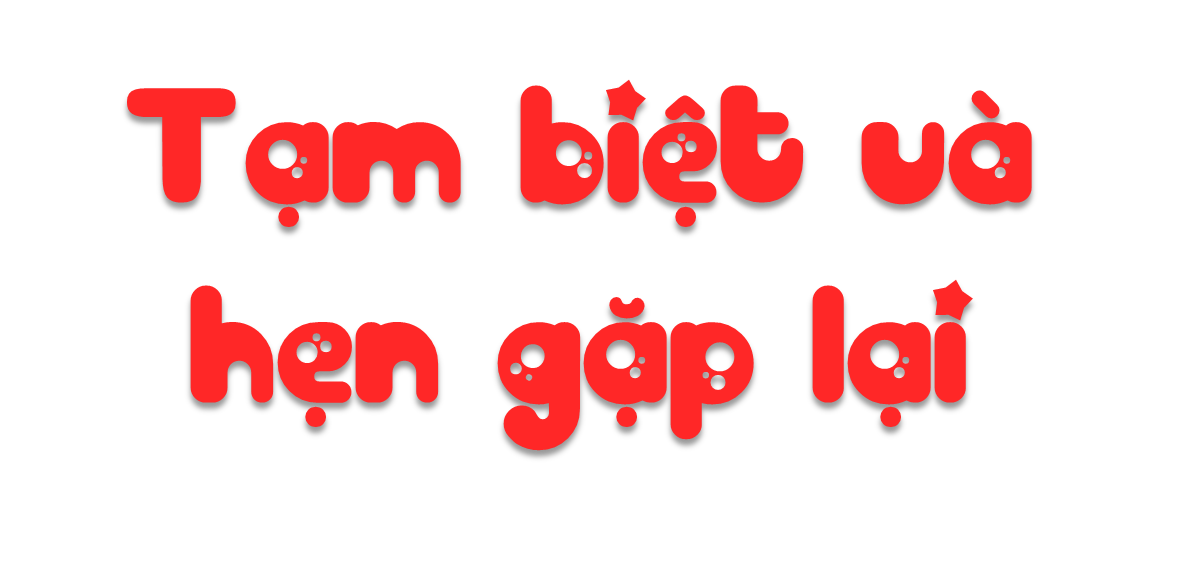 Tạm biệt và
hẹn gặp lại